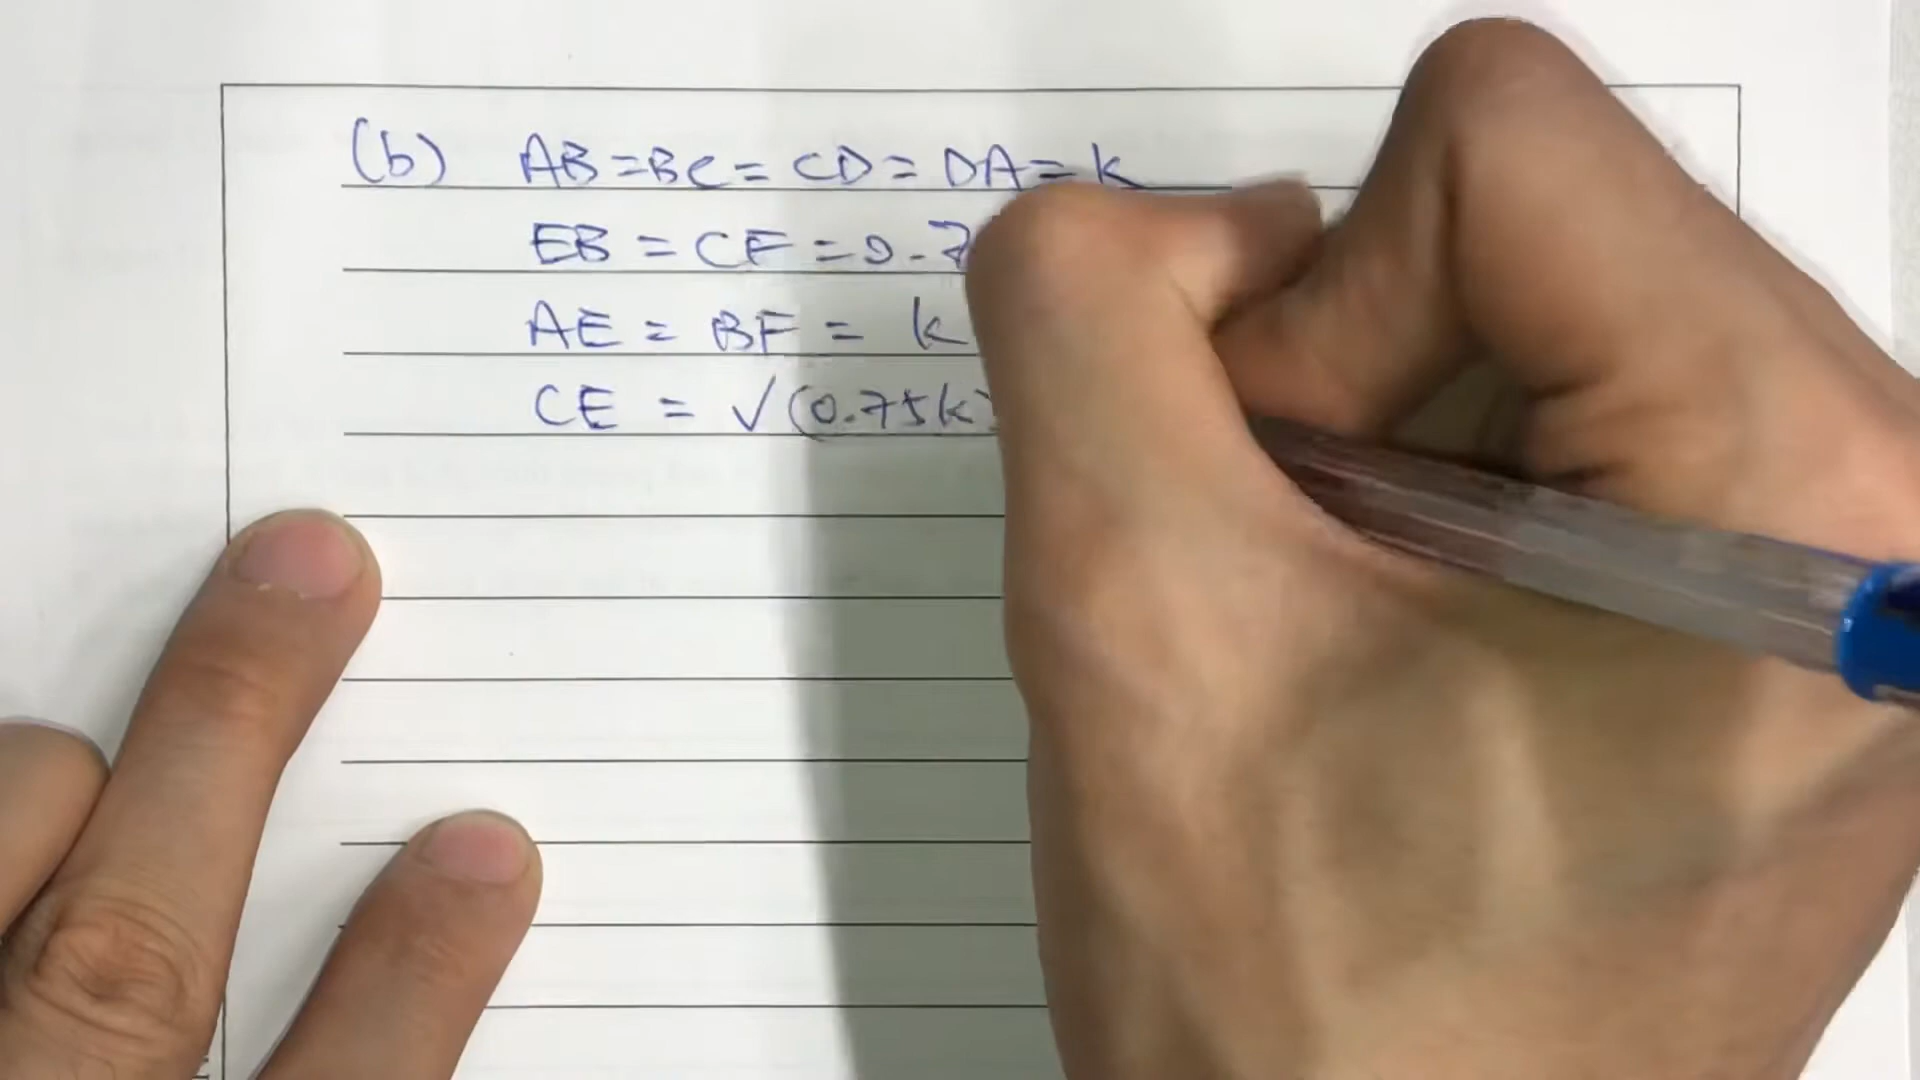 (b) AB = BC = CD = DA = k
EB = CF = 0.7
AE = BF = k
CE = √(0.75k)